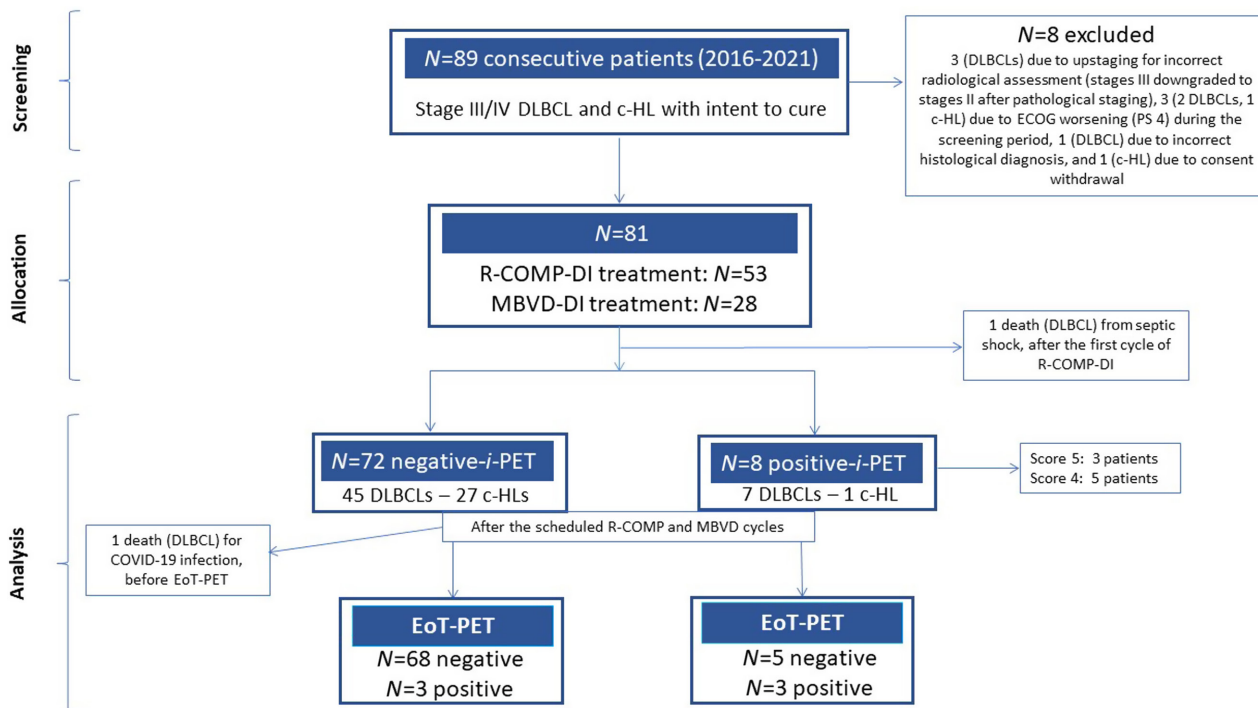 Screening
N=89 consecutive patients (2016-2021)
Stage III/IV DLBCL and c-HL with intent to cure
N=8 excluded
3 (DLBCLs) due to upstaging for incorrect
radiological assessment (stages III downgraded to
stages II after pathological staging), 3 (2 DLBCLs, 1
c-HL) due to ECOG worsening (PS 4) during the
screening period, 1 (DLBCL) due to incorrect
histological diagnosis, and 1 (c-HL) due to consent
withdrawal
Allocation
N=81
R-COMP-DI treatment: N=53
MBVD-DI treatment: N=28
1 death (DLBCL) from septic
shock, after the first cycle of
R-COMP-DI
Analysis
N=72 negative-i-PET
45 DLBCLs – 27 c-HLs
N=8 positive-i-PET
7 DLBCLs – 1 c-HL
Score 5: 3 patients
Score 4: 5 patients
After the scheduled R-COMP and MBVD cycles
1 death (DLBCL) for
COVID-19 infection,
before EoT-PET
EoT-PET
N=68 negative
N=3 positive
EoT-PET
N=5 negative
N=3 positive